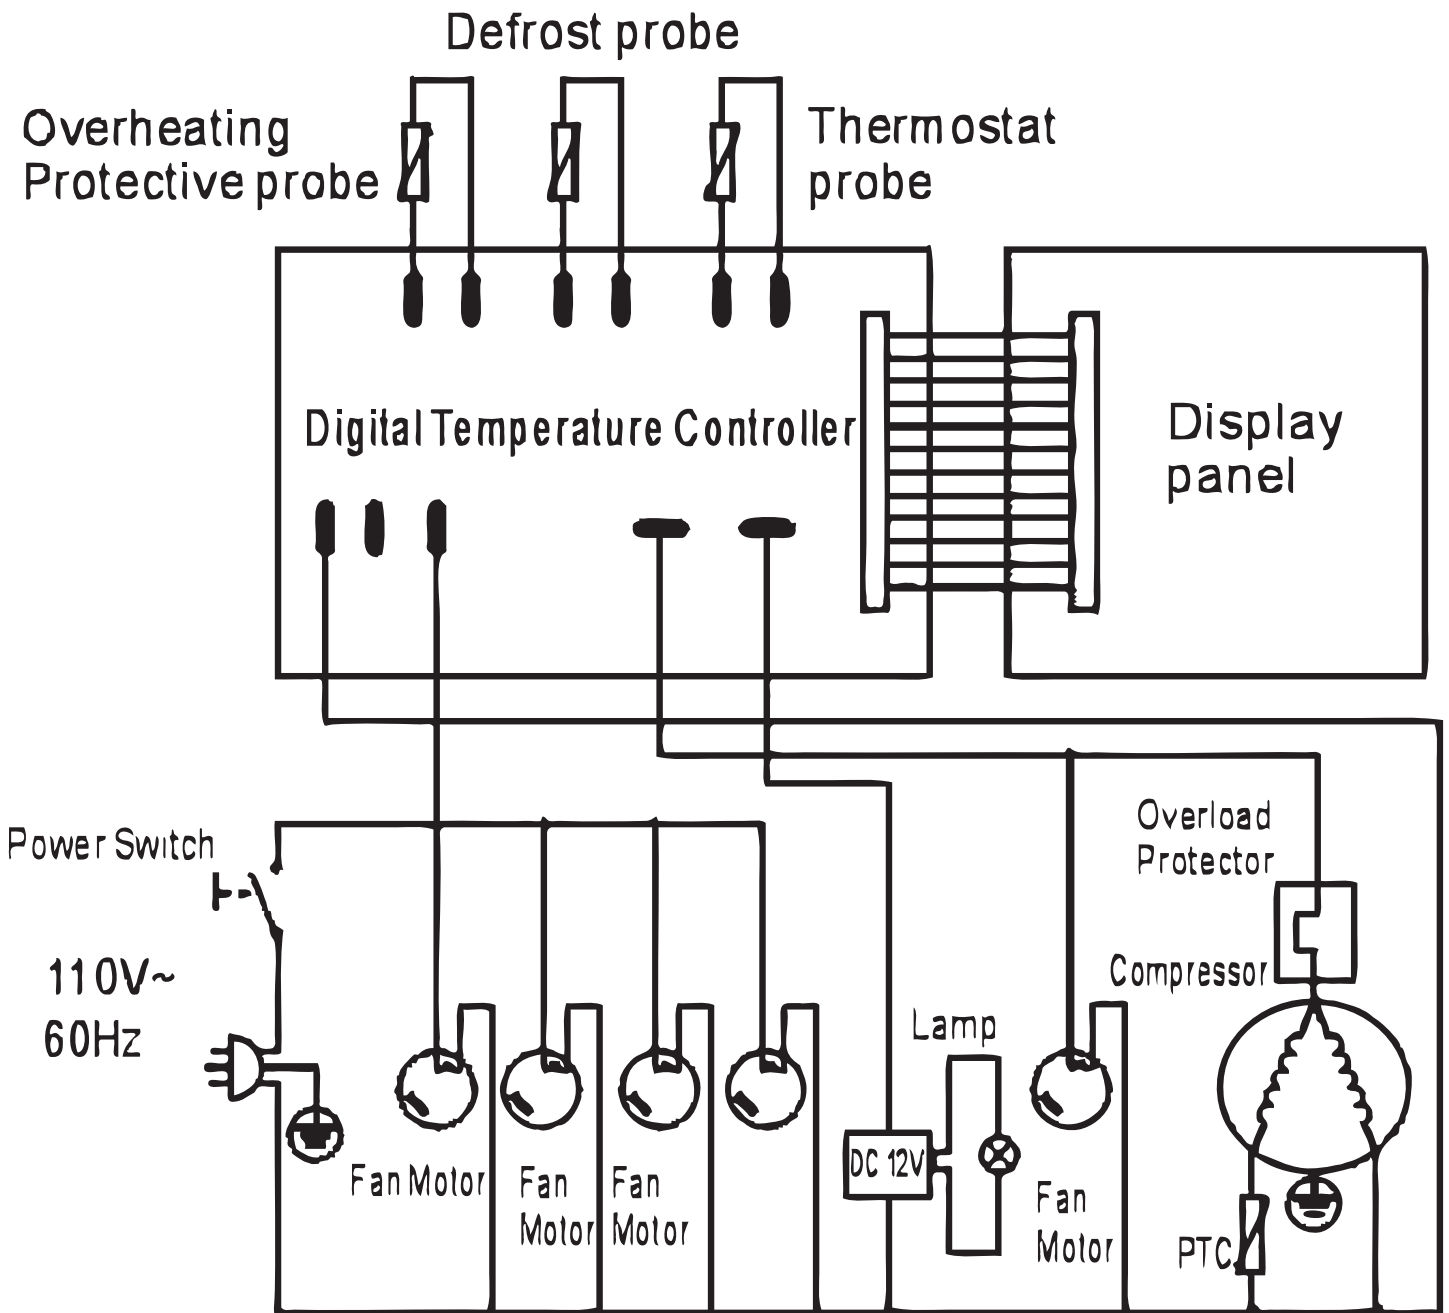 Defrost probe
Overheating
Protective probe
Thermostat
probe
Digital Temperature Controller
Display
panel
Power Switch
Overload
Protector
110V~
60Hz
Compressor
Lamp
DC 12V
Fan Motor
Fan
Motor
Fan
Motor
Fan
Motor
PTC